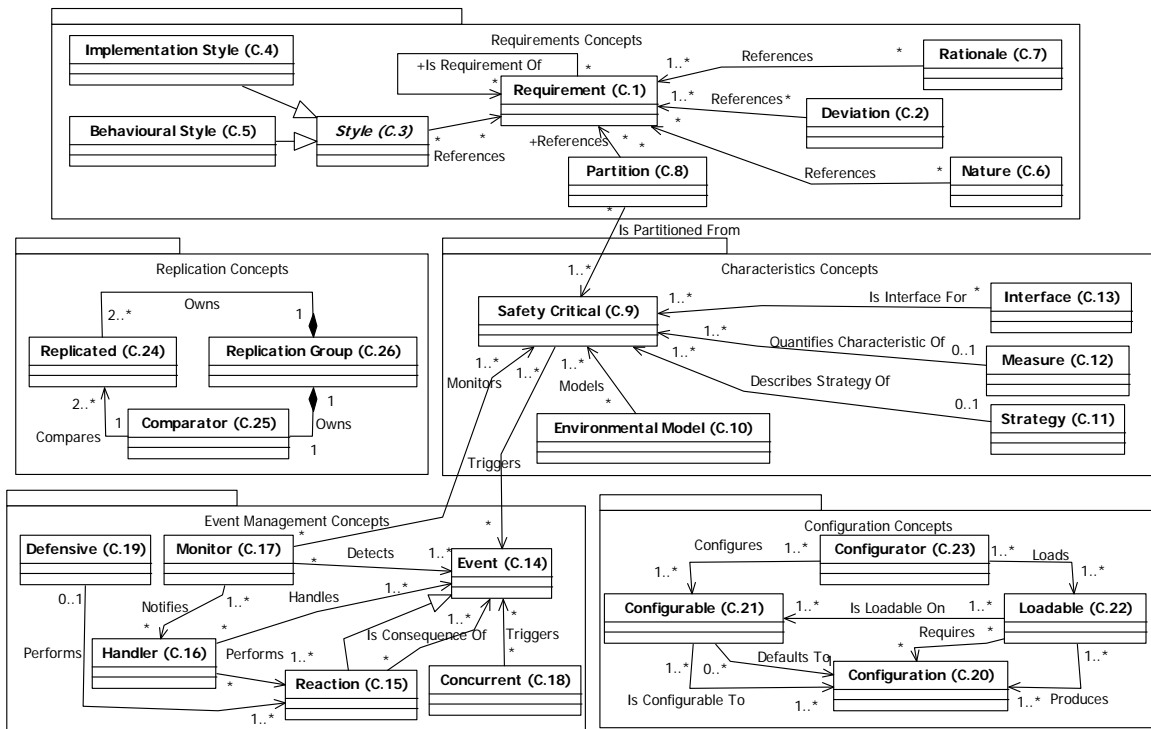 Requirements Concepts
Implementation Style (C.4)
+Is Requirement Of
*
*
Requirement (C.1)
1..*
References
*
Rationale (C.7)
1..*
References
*
Deviation (C.2)
Behavioural Style (C.5)
Style (C.3)
*
*
References
+References
*
*
*
References
*
Nature (C.6)
Partition (C.8)
*
Is Partitioned From
1..*
Replication Concepts
Owns
2..*
1
Replicated (C.24)
Replication Group (C.26)
2..*
1
Comparator (C.25)
1
Owns
1
Compares
Characteristics Concepts
Safety Critical (C.9)
1..*
Is Interface For
*
Interface (C.13)
1..*
Quantifies Characteristic Of
0..1
Measure (C.12)
1..*
Describes Strategy Of
0..1
Strategy (C.11)
1..*
Monitors
1..*
1..*
Models
*
Environmental Model (C.10)
Triggers
*
Event Management Concepts
Defensive (C.19)
Monitor (C.17)
*
*
Detects
1..*
Event (C.14)
0..1
Notifies
1..*
*
Handles
1..*
*
Handler (C.16)
Performs
Performs
*
1..*
Is Consequence Of
1..*
*
1
*
Triggers
*
Reaction (C.15)
1..*
Concurrent (C.18)
Configuration Concepts
Configures
1..*
Configurator (C.23)
1..*
Loads
1..*
1..*
Configurable (C.21)
1..*
Is Loadable On
1..*
Loadable (C.22)
Requires
*
*
1..*
0..*
Defaults To
1
Configuration (C.20)
1..*
Is Configurable To
1..*
1..*
Produces